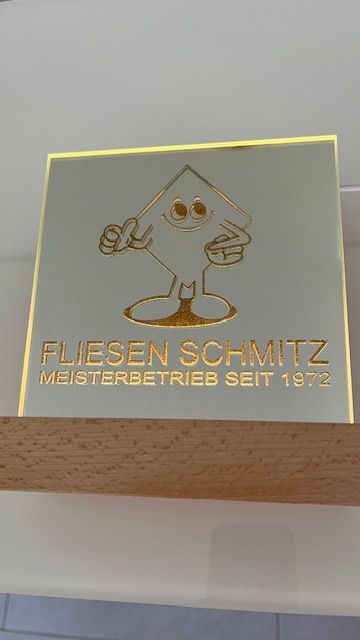 FLIESEN SCHMITZ
MEISTERBETRIEB SEIT 1972